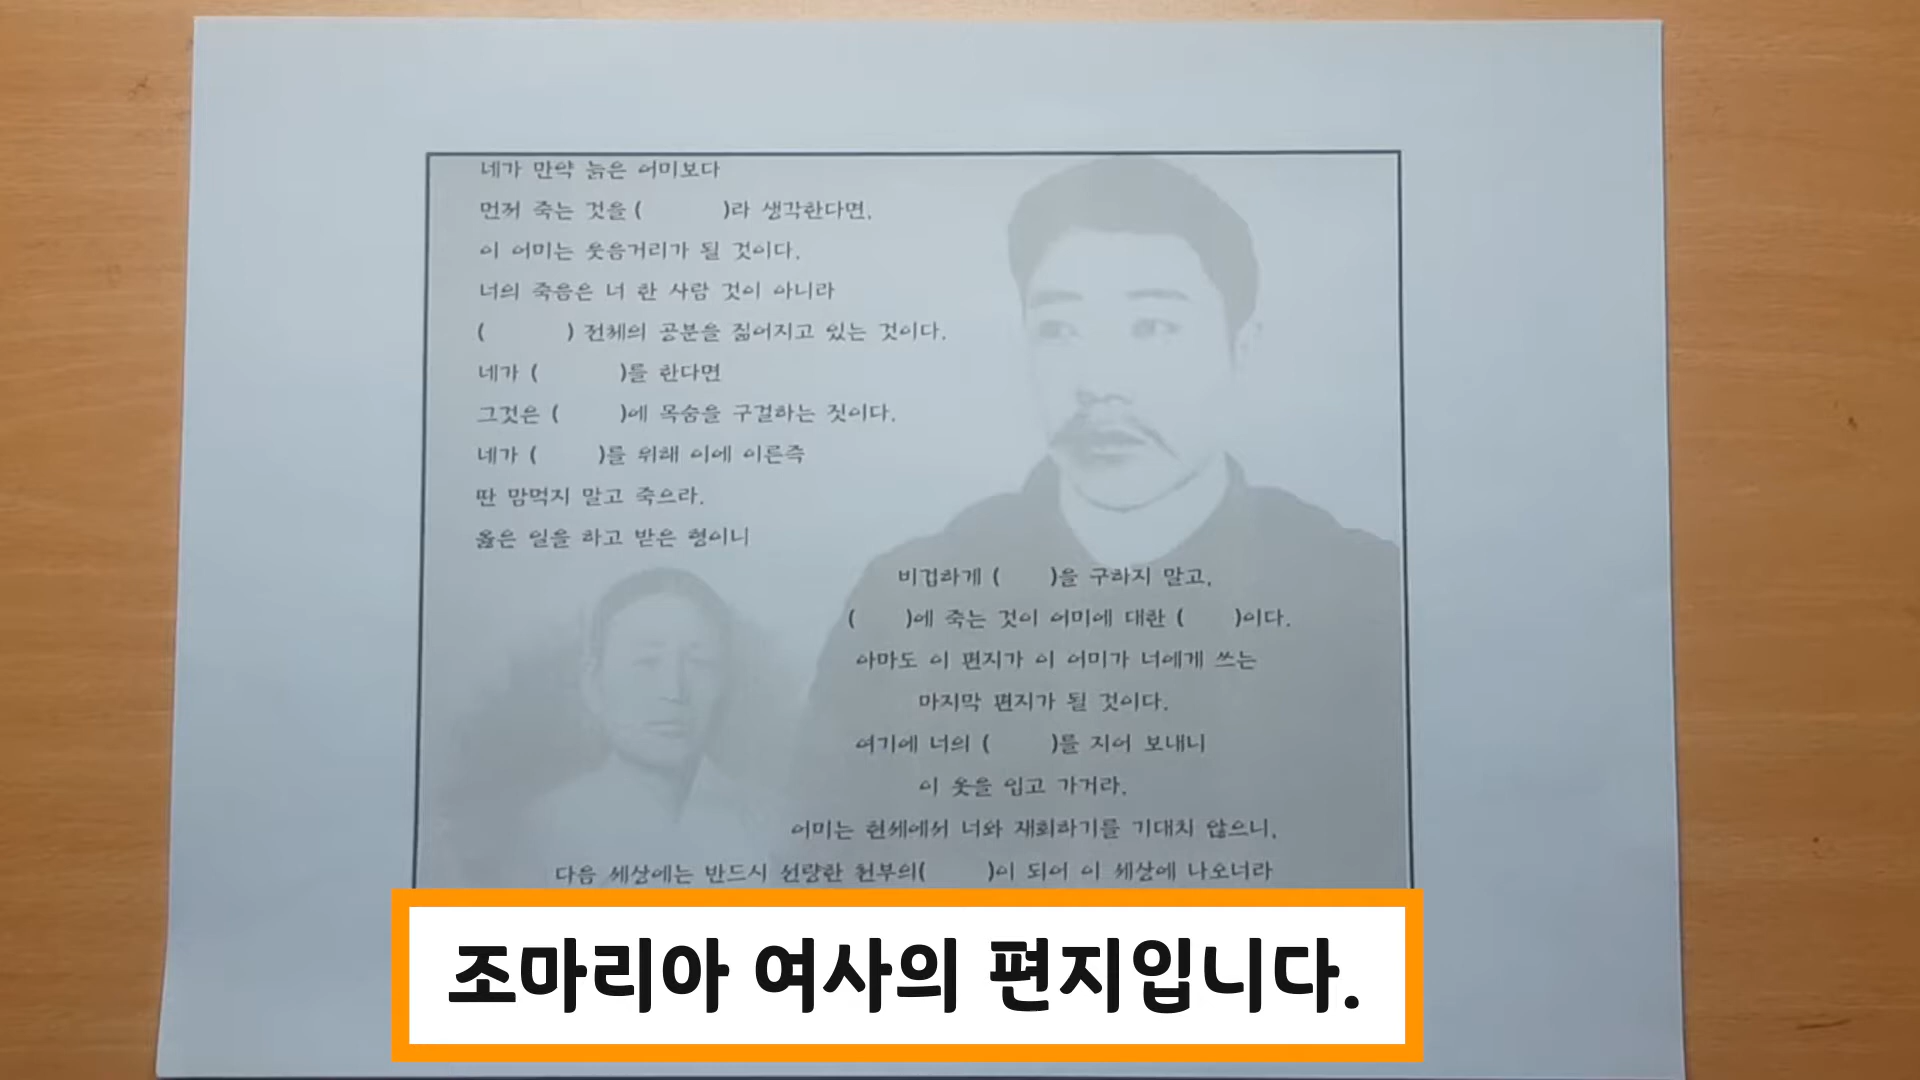 네가 만약 늙은 어미보다
먼저 죽는 것을 (          )라 생각한다면,
이 어미는 웃음거리가 될 것이다.
너의 죽음은 너 한 사람 것이 아니라
(          ) 전체의 공분을 짊어지고 있는 것이다.
네가 (          )를 한다면
그것은 (       )에 목숨을 구걸하는 짓이다.
네가 (       )를 위해 이에 이른즉
딴 맘먹지 말고 죽으라.
옳은 일을 하고 받은 형이니
비겁하게 (      )을 구하지 말고,
(      )에 죽는 것이 어미에 대한 (      )이다.
아마도 이 편지가 이 어미가 너에게 쓰는
마지막 편지가 될 것이다.
여기에 너의 (       )를 지어 보내니
이 옷을 입고 가거라.
어미는 현세에서 너와 재회하기를 기대치 않으니,
다음 세상에는 반드시 선량한 천부의(       )이 되어 이 세상에 나오너라
조마리아 여사의 편지입니다.